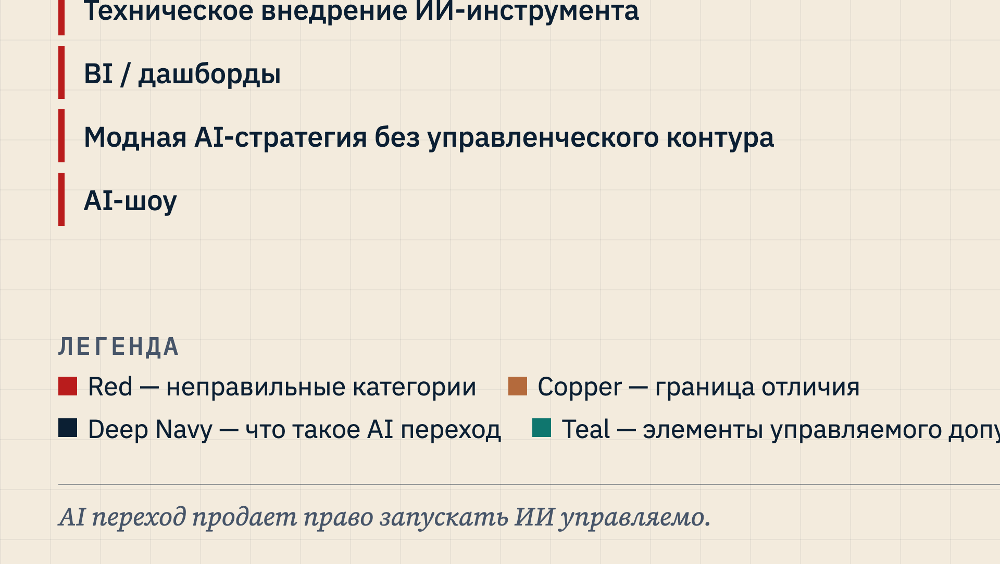 Техническое внедрение ИИ-инструмента
BI / дашборды
Модная AI-стратегия без управленческого контура
AI-шоу
ЛЕГЕНДА
Red — неправильные категории
Copper — граница отличия
Deep Navy — что такое AI переход
Teal — элементы управляемого
AI переход продает право запускать ИИ управляемо.